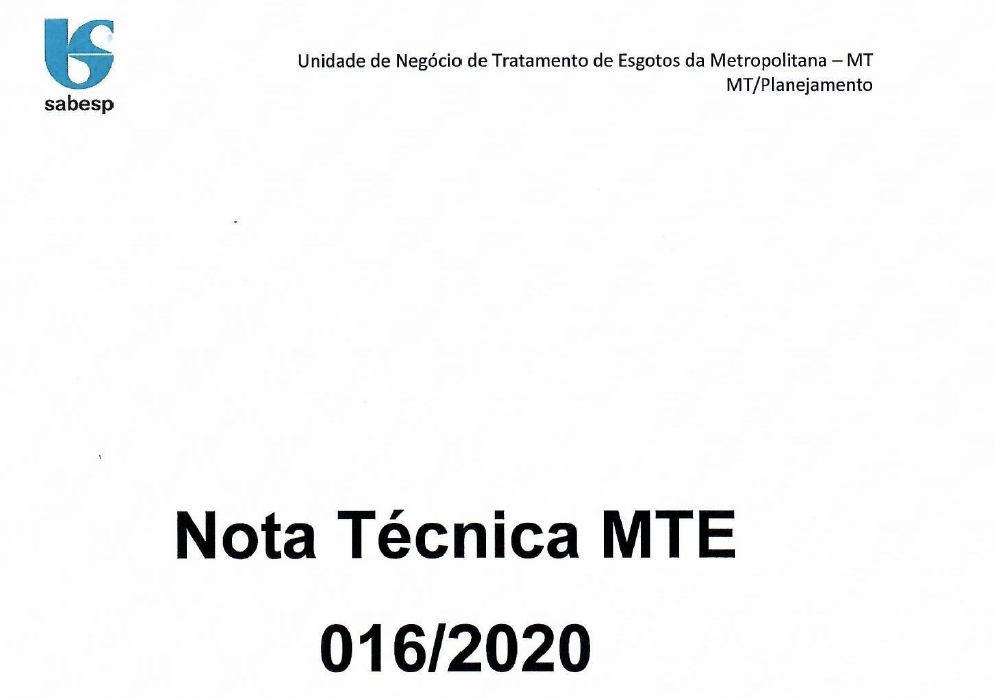 sabesp
Unidade de Negócio de Tratamento de Esgotos da Metropolitana – MT
MT/Planejamento
Nota Técnica MTE
016/2020